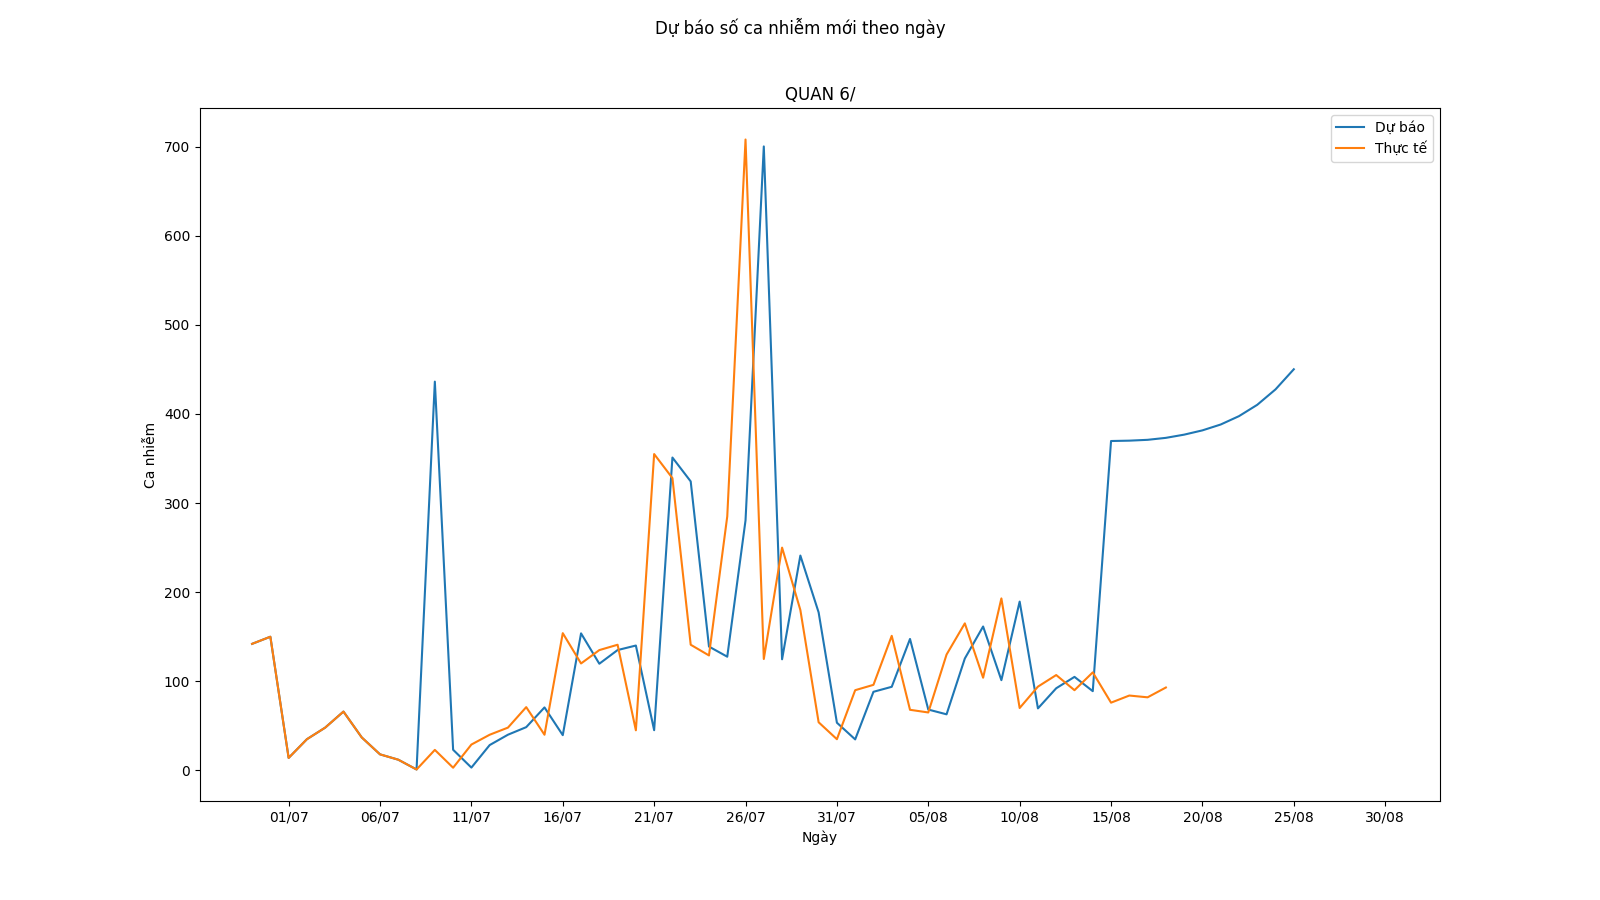 Dự báo số ca nhiễm mới theo ngày
QUAN 6/
Dự báo
Thực tế
700
600
500
400
300
200
100
0
Ca nhiễm
01/07 06/07 11/07 16/07 21/07 26/07 31/07 05/08 10/08 15/08 20/08 25/08 30/08
Ngày